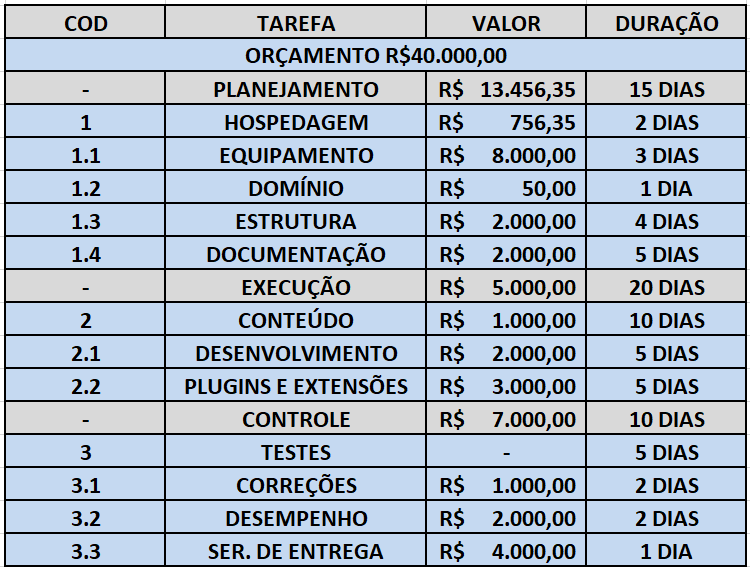 COD TAREFA VALOR DURAÇÃO
ORÇAMENTO R$40.000,00
- PLANEJAMENTO R$ 13.456,35 15 DIAS
1 HOSPEDAGEM R$ 756,35 2 DIAS
1.1 EQUIPAMENTO R$ 8.000,00 3 DIAS
1.2 DOMÍNIO R$ 50,00 1 DIA
1.3 ESTRUTURA R$ 2.000,00 4 DIAS
1.4 DOCUMENTAÇÃO R$ 2.000,00 5 DIAS
- EXECUÇÃO R$ 5.000,00 20 DIAS
2 CONTEÚDO R$ 1.000,00 10 DIAS
2.1 DESENVOLVIMENTO R$ 2.000,00 5 DIAS
2.2 PLUGINS E EXTENSÕES R$ 3.000,00 5 DIAS
- CONTROLE R$ 7.000,00 10 DIAS
3 TESTES - 5 DIAS
3.1 CORREÇÕES R$ 1.000,00 2 DIAS
3.2 DESEMPENHO R$ 2.000,00 2 DIAS
3.3 SER. DE ENTREGA R$ 4.000,00 1 DIA